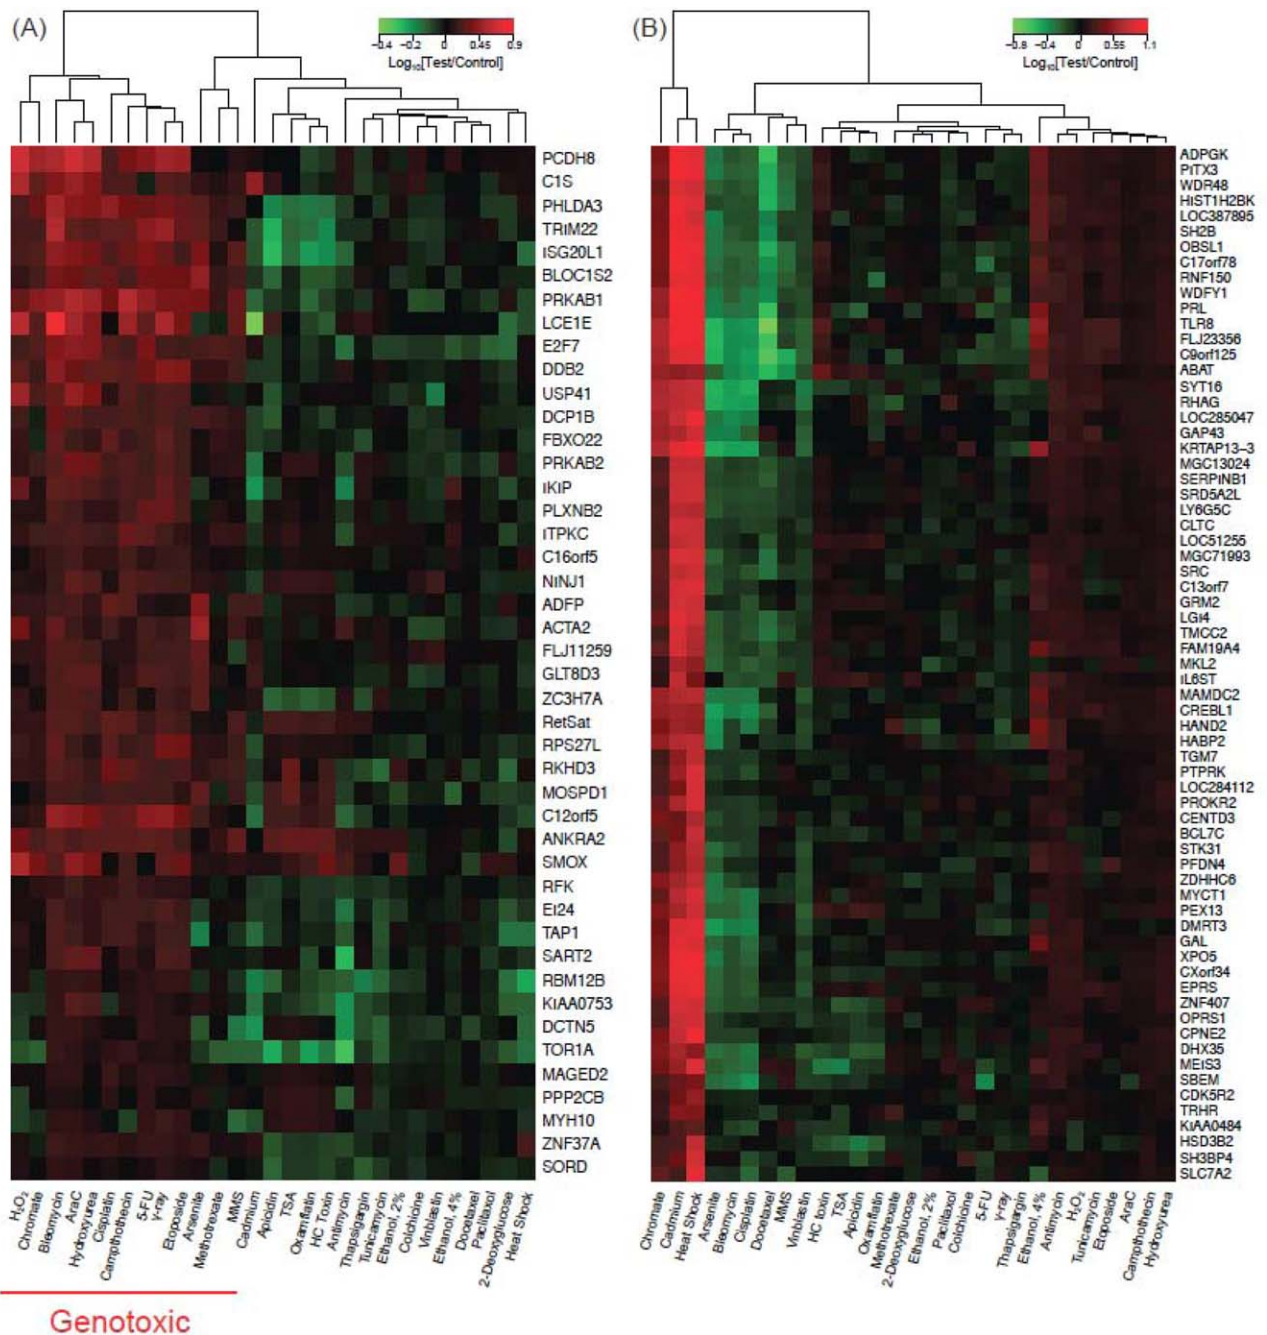 (A)
−0.4 −0.2 0 0.45 0.9
Log₁₀[Test/Control]
PCDH8
C1S
PHLDA3
TRiM22
iSG20L1
BLOC1S2
PRKAB1
LCE1E
E2F7
DDB2
USP41
DCP1B
FBXO22
PRKAB2
iKiP
PLXNB2
iTPKC
C16orf5
NiNJ1
ADFP
ACTA2
FLJ11259
GLT8D3
ZC3H7A
RetSat
RPS27L
RKHD3
MOSPD1
C12orf5
ANKRA2
SMOX
RFK
Ei24
TAP1
SART2
RBM12B
KiAA0753
DCTN5
TOR1A
MAGED2
PPP2CB
MYH10
ZNF37A
SORD
H₂O₂
Chromate
Bleomycin
AraC
Hydroxyurea
Cisplatin
Campthothecin
5-FU
γ-ray
Etoposide
Arsenite
Methotrexate
MMS
Cadmium
Apicidin
TSA
Oxamflatin
HC Toxin
Antimycin
Thapsigargin
Tunicamycin
Ethanol, 2%
Colchicine
Vinblastin
Ethanol, 4%
Docetaxel
Paclitaxol
2-Deoxyglucose
Heat Shock
Genotoxic
(B)
−0.8 −0.4 0 0.55 1.1
Log₁₀[Test/Control]
ADPGK
PiTX3
WDR48
HiST1H2BK
LOC387895
SH2B
OBSL1
C17orf78
RNF150
WDFY1
PRL
TLR8
FLJ23356
C9orf125
ABAT
SYT16
RHAG
LOC285047
GAP43
KRTAP13–3
MGC13024
SERPiNB1
SRD5A2L
LY6G5C
CLTC
LOC51255
MGC71993
SRC
C13orf7
GRM2
LGi4
TMCC2
FAM19A4
MKL2
iL6ST
MAMDC2
CREBL1
HAND2
HABP2
TGM7
PTPRK
LOC284112
PROKR2
CENTD3
BCL7C
STK31
PFDN4
ZDHHC6
MYCT1
PEX13
DMRT3
GAL
XPO5
CXorf34
EPRS
ZNF407
OPRS1
CPNE2
DHX35
MEiS3
SBEM
CDK5R2
TRHR
KiAA0484
HSD3B2
SH3BP4
SLC7A2
Chromate
Cadmium
Heat Shock
Arsenite
Bleomycin
Cisplatin
Docetaxel
MMS
Vinblastin
HC toxin
TSA
Apicidin
Oxamflatin
Methotrexate
2-Deoxyglucose
Ethanol, 2%
Paclitaxol
Colchicine
5-FU
γ-ray
Thapsigargin
Ethanol, 4%
Antimycin
H₂O₂
Tunicamycin
Etoposide
AraC
Campthothecin
Hydroxyurea